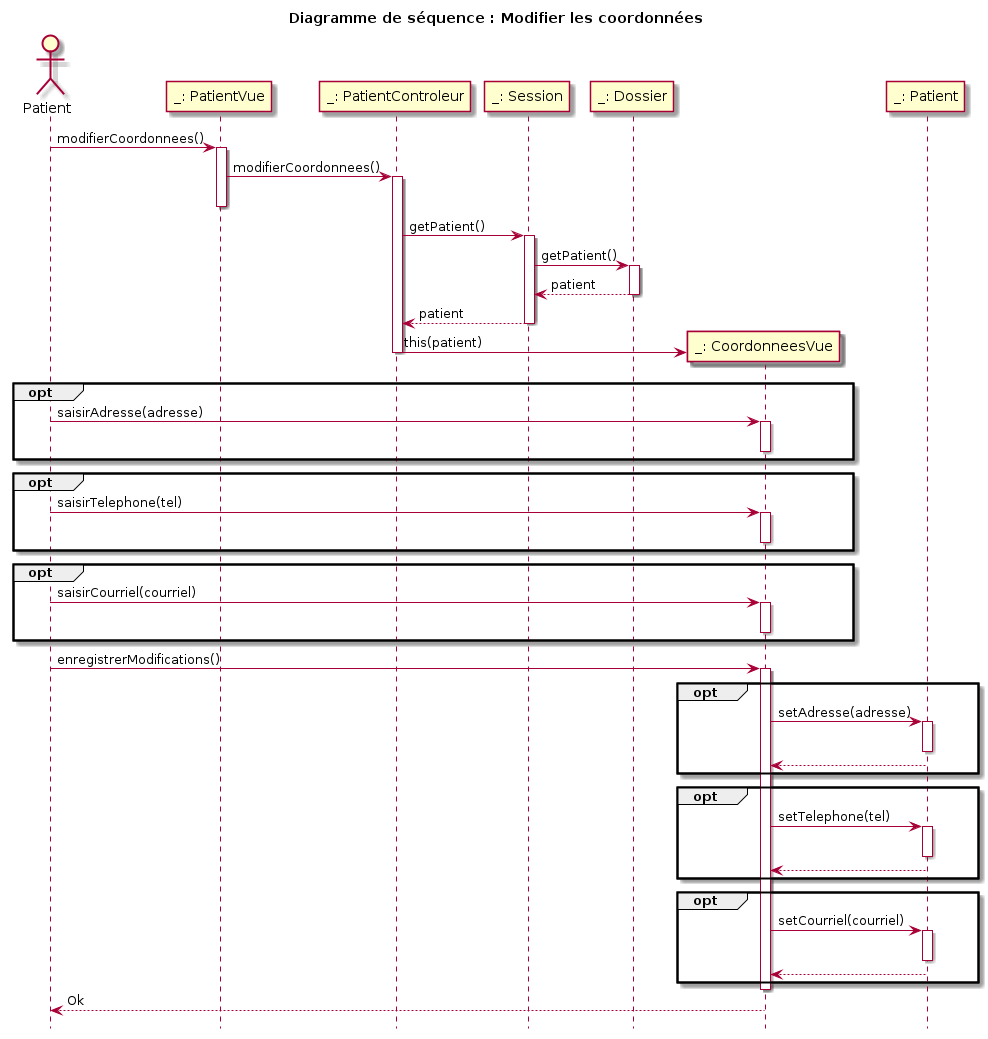 Diagramme de séquence : Modifier les coordonnées
Patient
_: PatientVue
_: PatientControleur
_: Session
_: Dossier
_: Patient
modifierCoordonnees()
modifierCoordonnees()
getPatient()
getPatient()
patient
patient
this(patient)
_: CoordonneesVue
opt
saisirAdresse(adresse)
opt
saisirTelephone(tel)
opt
saisirCourriel(courriel)
enregistrerModifications()
opt
setAdresse(adresse)
opt
setTelephone(tel)
opt
setCourriel(courriel)
Ok